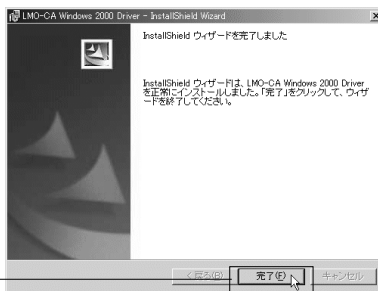 LMO-CA Windows 2000 Driver - InstallShield Wizard
InstallShield ウィザードを完了しました
InstallShield ウィザードは、LMO-CA Windows 2000 Driver
を正常にインストールしました。「完了」をクリックして、ウィザ
ードを終了してください。
< 戻る(B)
完了(F)
キャンセル